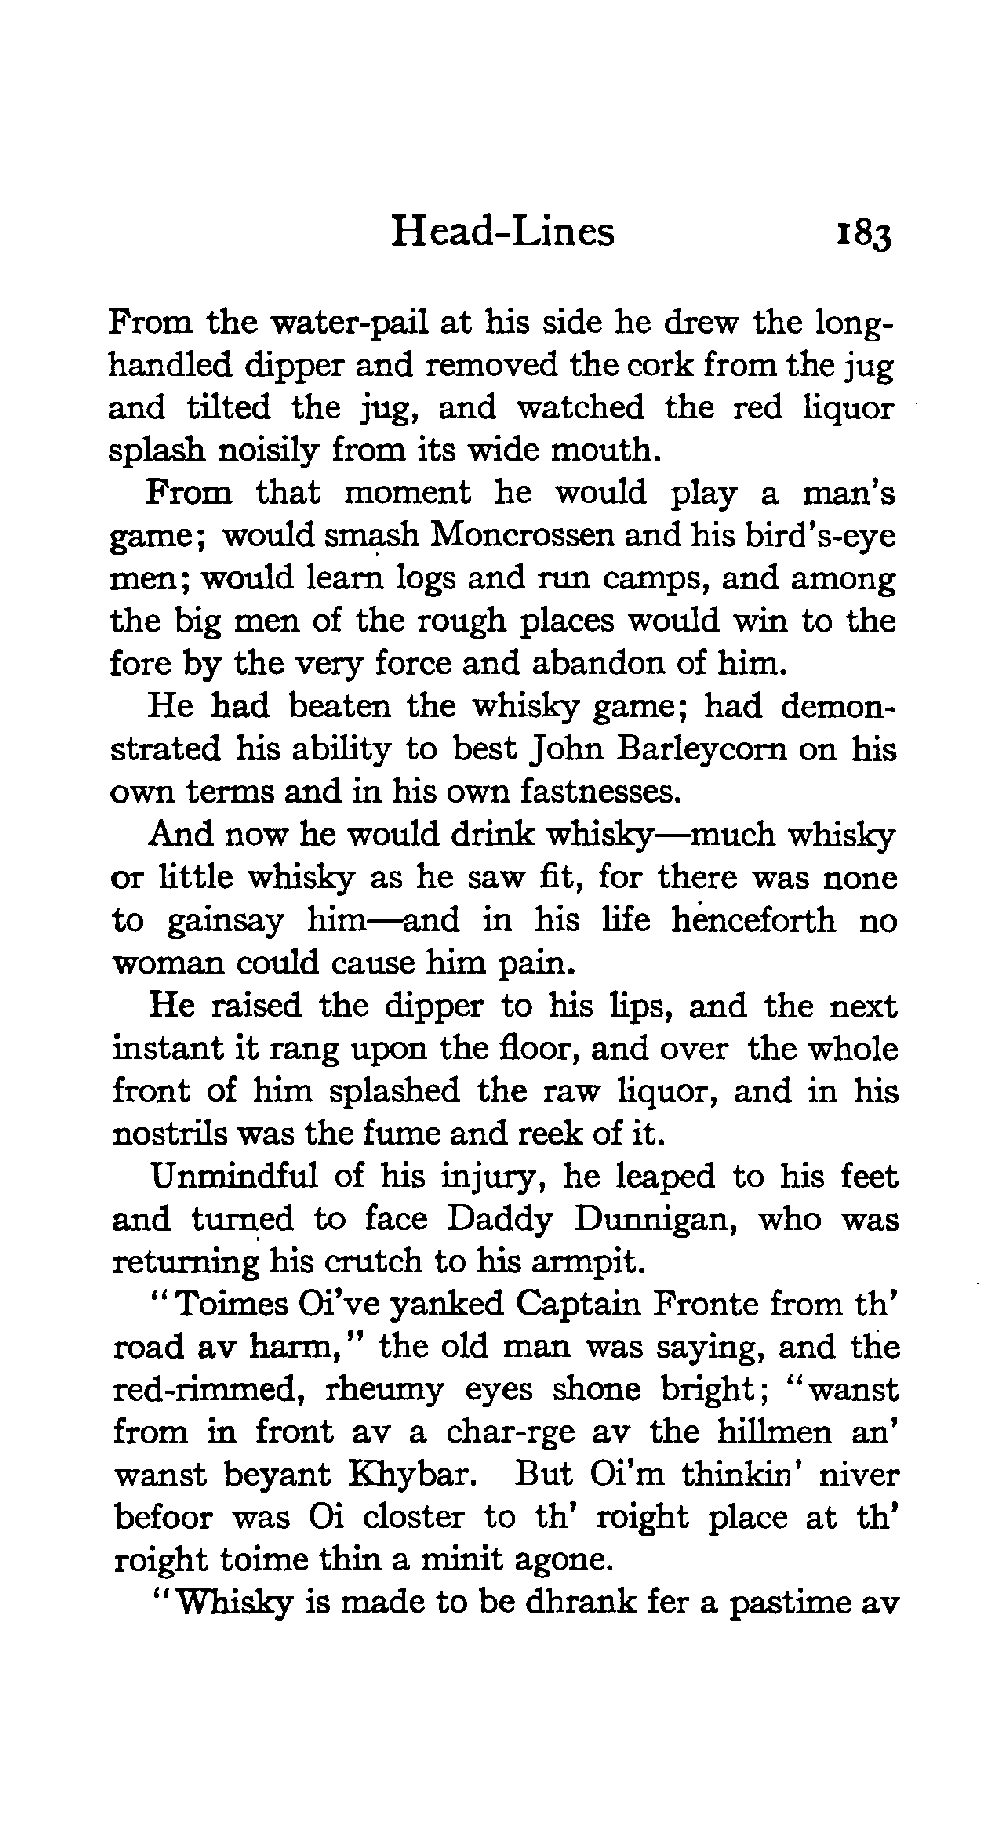 Head-Lines 183
From the water-pail at his side he drew the long-
handled dipper and removed the cork from the jug
and tilted the jug, and watched the red liquor
splash noisily from its wide mouth.
From that moment he would play a man's
game; would smash Moncrossen and his bird's-eye
men; would learn logs and run camps, and among
the big men of the rough places would win to the
fore by the very force and abandon of him.
He had beaten the whisky game; had demon-
strated his ability to best John Barleycorn on his
own terms and in his own fastnesses.
And now he would drink whisky—much whisky
or little whisky as he saw fit, for there was none
to gainsay him—and in his life henceforth no
woman could cause him pain.
He raised the dipper to his lips, and the next
instant it rang upon the floor, and over the whole
front of him splashed the raw liquor, and in his
nostrils was the fume and reek of it.
Unmindful of his injury, he leaped to his feet
and turned to face Daddy Dunnigan, who was
returning his crutch to his armpit.
"Toimes Oi've yanked Captain Fronte from th'
road av harm," the old man was saying, and the
red-rimmed, rheumy eyes shone bright; "wanst
from in front av a char-rge av the hillmen an'
wanst beyant Khybar. But Oi'm thinkin' niver
befoor was Oi closter to th' roight place at th'
roight toime thin a minit agone.
"Whisky is made to be dhrank fer a pastime av